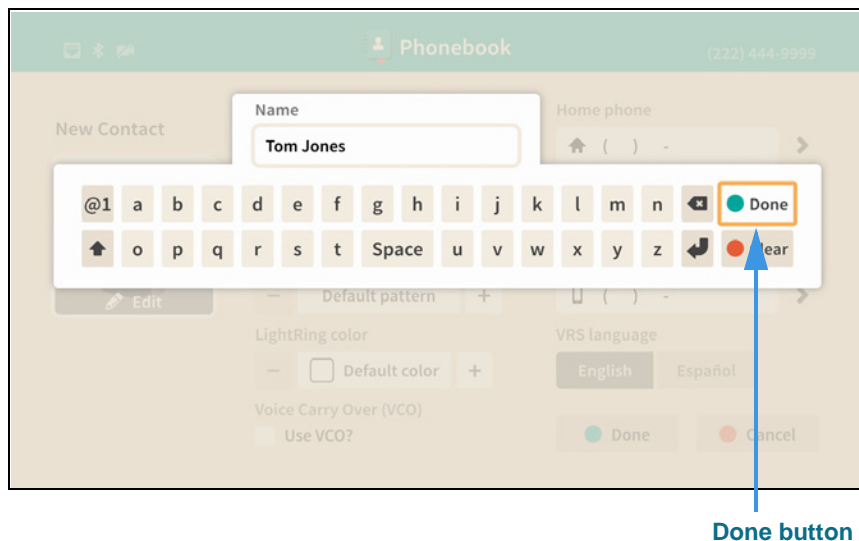 Phonebook
(222) 444-9999
New Contact
Name
Home phone
Tom Jones
( ) -
@1 a b c d e f g h i j k l m n Done
o p q r s t Space u v w x y z Clear
Edit
− Default pattern +
( ) -
LightRing color
VRS language
− Default color +
English Español
Voice Carry Over (VCO)
Use VCO?
Done Cancel
Done button